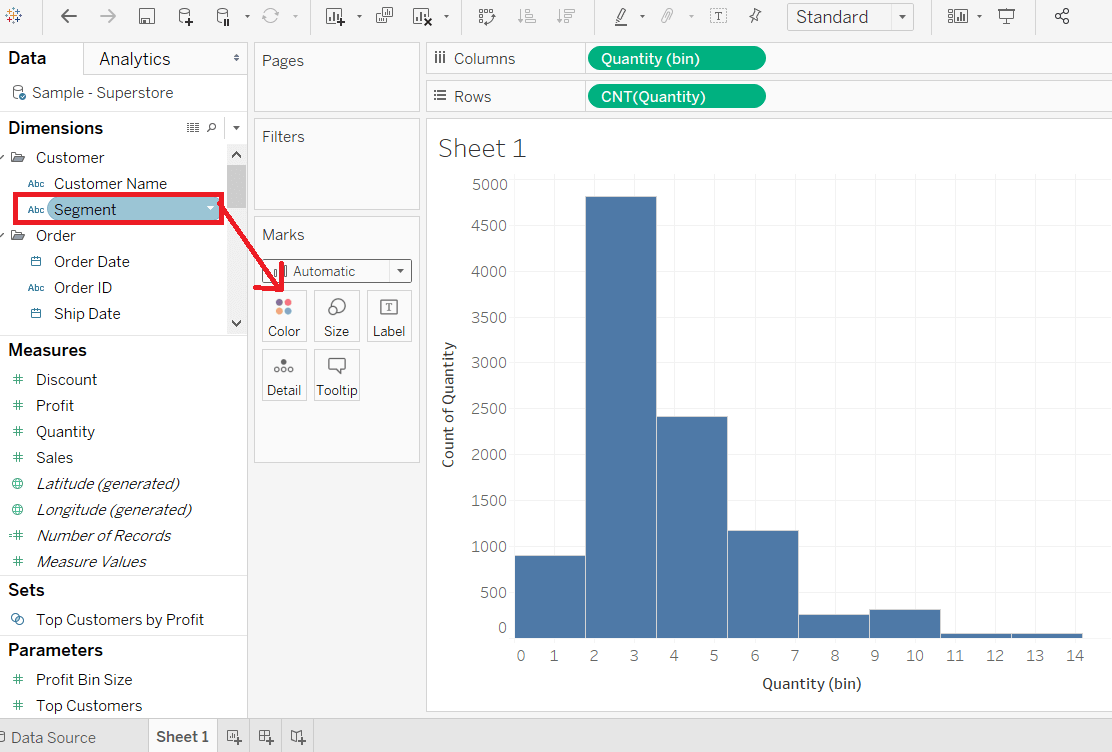 Standard
Data
Analytics
Sample - Superstore
Dimensions
Customer
Abc Customer Name
Abc Segment
Order
Order Date
Abc Order ID
Ship Date
Measures
Discount
Profit
Quantity
Sales
Latitude (generated)
Longitude (generated)
Number of Records
Measure Values
Sets
Top Customers by Profit
Parameters
Profit Bin Size
Top Customers
Pages
Filters
Marks
Automatic
Color
Size
T
Label
Detail
Tooltip
Columns
Quantity (bin)
Rows
CNT(Quantity)
Sheet 1
5000
4500
4000
3500
3000
2500
2000
1500
1000
500
0
Count of Quantity
0 1 2 3 4 5 6 7 8 9 10 11 12 13 14
Quantity (bin)
Data Source
Sheet 1